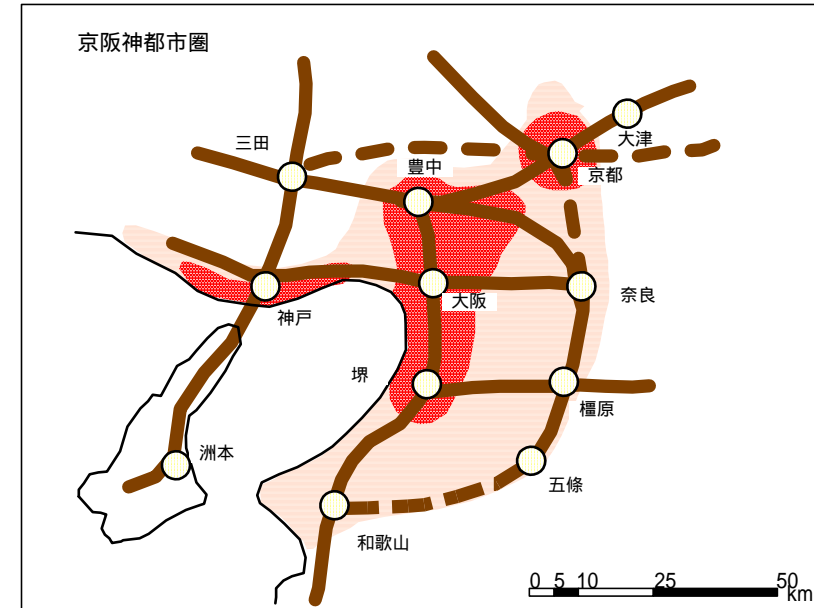 京阪神都市圏
三田
豊中
大津
京都
神戸
大阪
奈良
堺
橿原
洲本
五條
和歌山
0 5 10 25 50
km